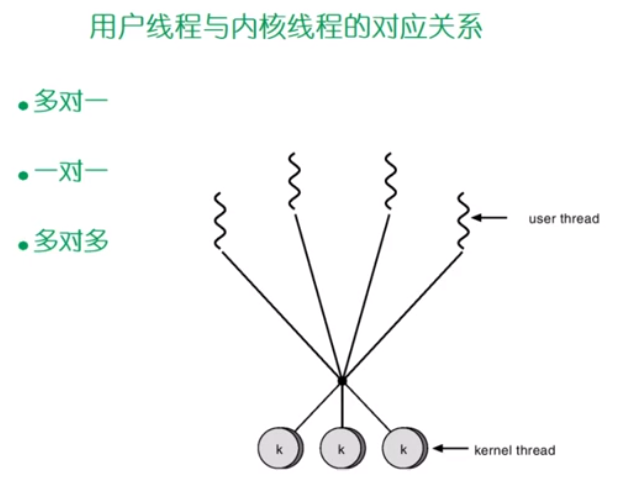 用户线程与内核线程的对应关系
•多对一
•一对一
•多对多
user thread
k
k
k
kernel thread